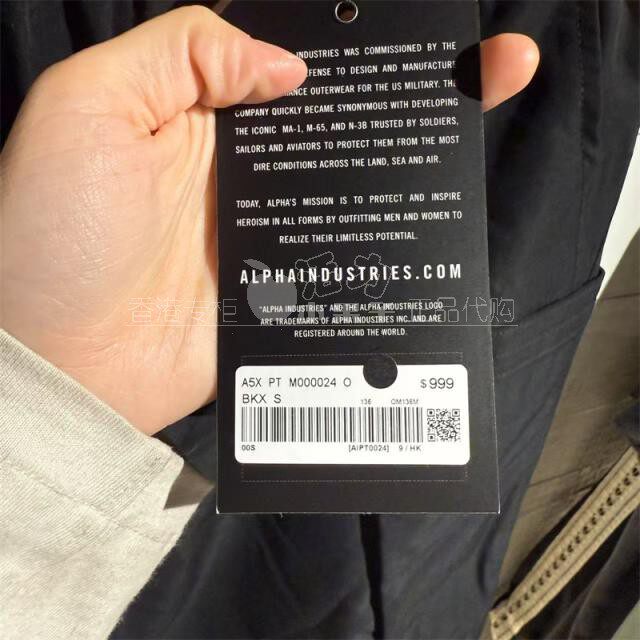 INDUSTRIES WAS COMMISSIONED BY THE
TO DESIGN AND MANUFACTURE
OUTERWEAR FOR THE US MILITARY. THE
COMPANY QUICKLY BECAME SYNONYMOUS WITH DEVELOPING
THE ICONIC MA-1, M-65, AND N-3B TRUSTED BY SOLDIERS,
SAILORS AND AVIATORS TO PROTECT THEM FROM THE MOST
DIRE CONDITIONS ACROSS THE LAND, SEA AND AIR.
TODAY, ALPHA'S MISSION IS TO PROTECT AND INSPIRE
HEROISM IN ALL FORMS BY OUTFITTING MEN AND WOMEN TO
REALIZE THEIR LIMITLESS POTENTIAL.
ALPHAINDUSTRIES.COM
香港专柜 品代购
"ALPHA INDUSTRIES" AND THE ALPHA INDUSTRIES LOGO
ARE TRADEMARKS OF ALPHA INDUSTRIES INC. AND ARE
REGISTERED AROUND THE WORLD.
A5X PT M000024 O $999
BKX S 136 OM136M
00S [AIPT0024] 9/HK